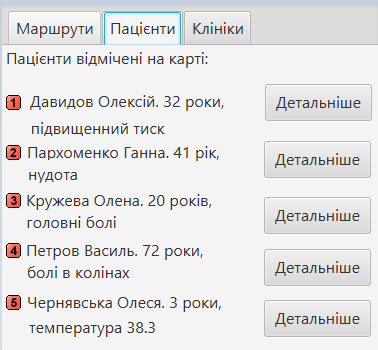 Маршрути Пацієнти Клініки
Пацієнти відмічені на карті:
1 Давидов Олексій. 32 роки, Детальніше
підвищенний тиск
2 Пархоменко Ганна. 41 рік, Детальніше
нудота
3 Кружева Олена. 20 років, Детальніше
головні болі
4 Петров Василь. 72 роки, Детальніше
болі в колінах
5 Чернявська Олеся. 3 роки, Детальніше
температура 38.3